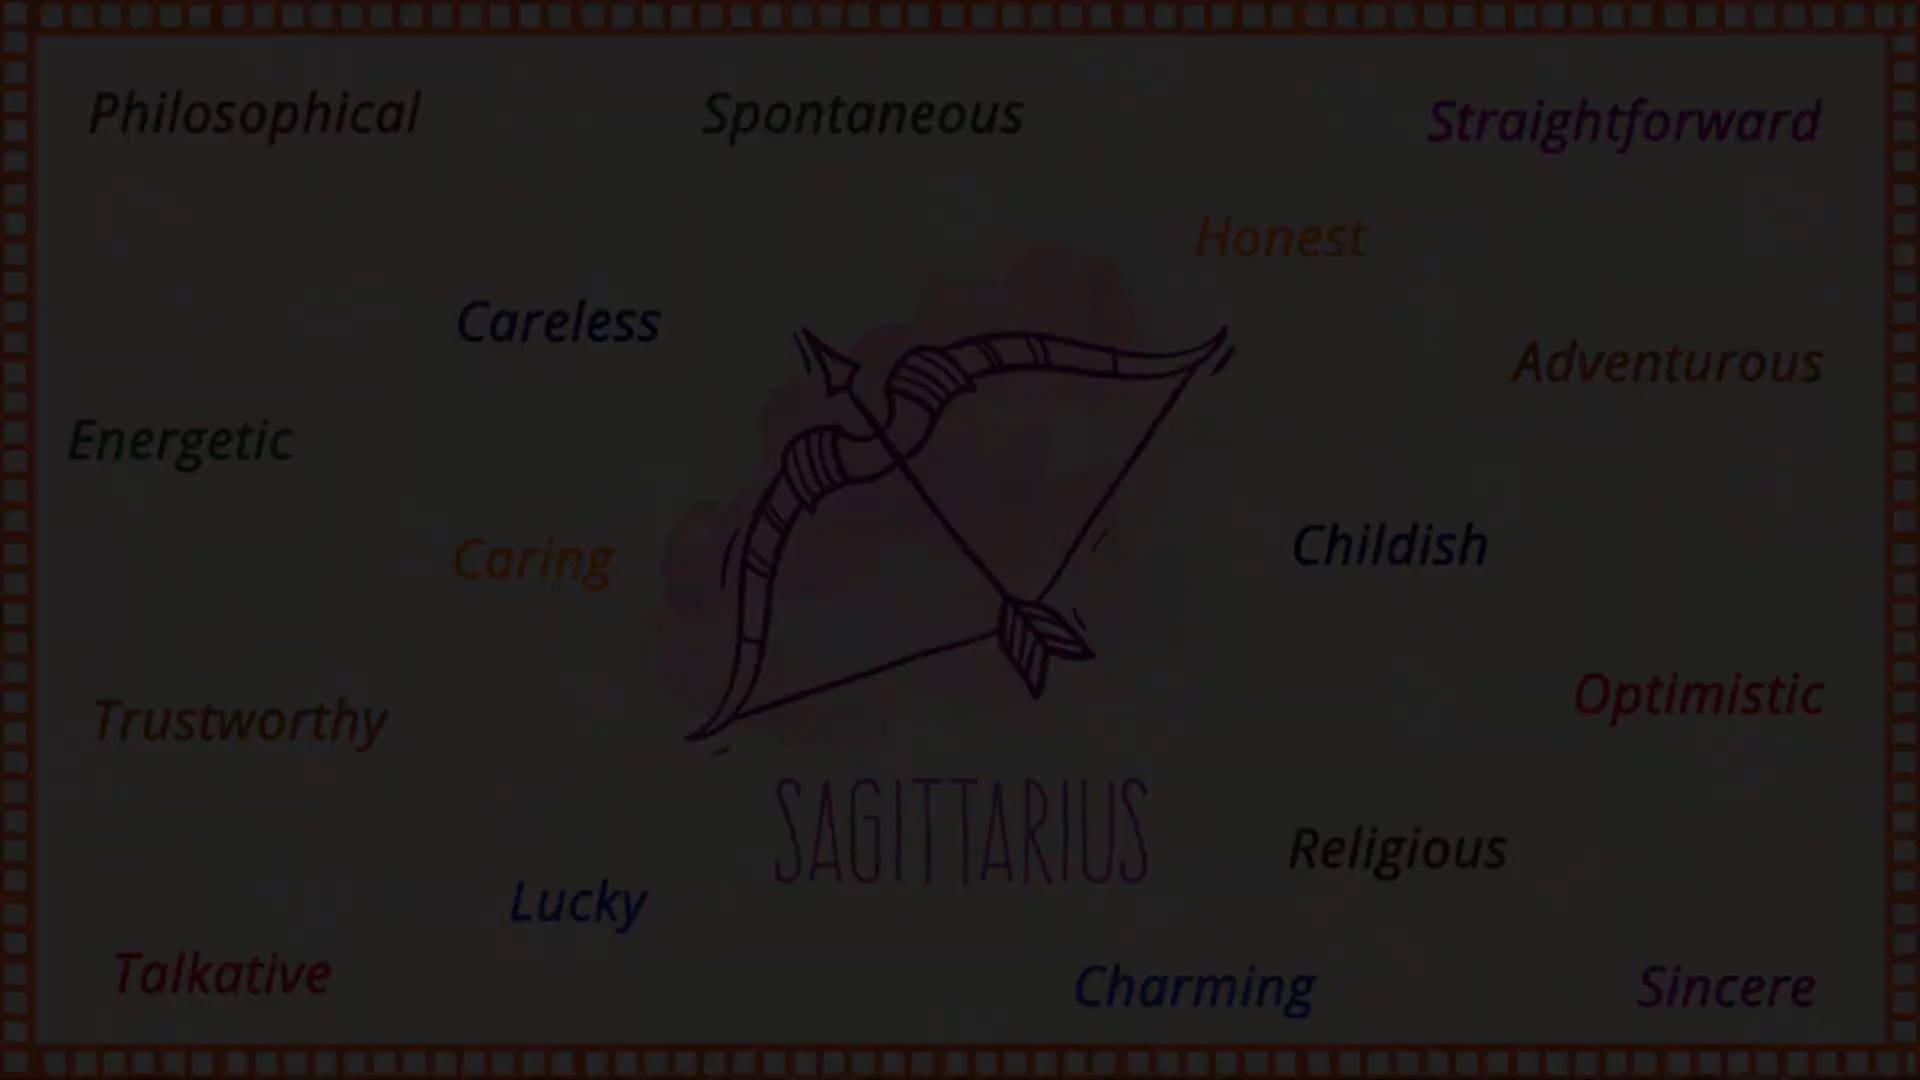 Philosophical
Spontaneous
Straightforward
Honest
Careless
Adventurous
Energetic
Childish
Caring
Optimistic
Trustworthy
SAGITTARIUS
Religious
Lucky
Talkative
Charming
Sincere